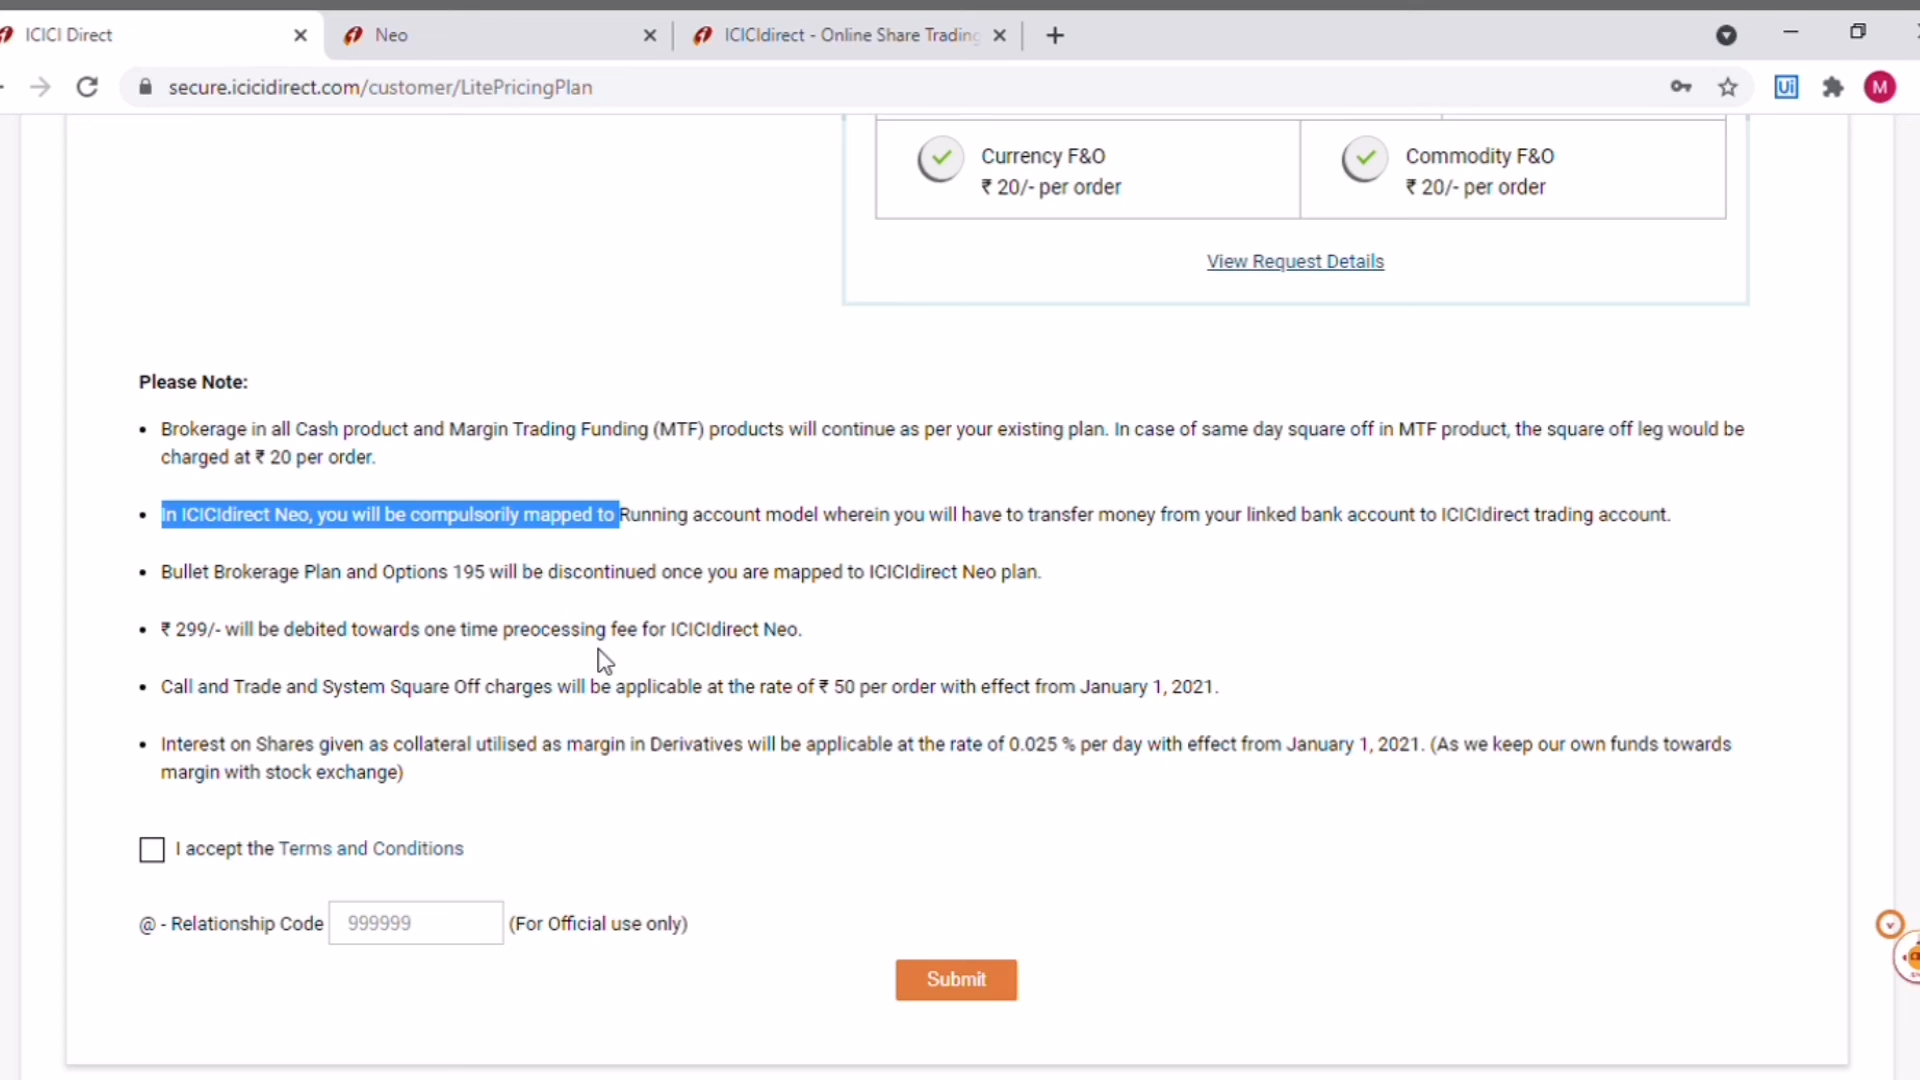 ICICI Direct
Neo
ICICIdirect - Online Share Trading
secure.icicidirect.com/customer/LitePricingPlan
Ui
M
Currency F&O
₹ 20/- per order
Commodity F&O
₹ 20/- per order
View Request Details
Please Note:
• Brokerage in all Cash product and Margin Trading Funding (MTF) products will continue as per your existing plan. In case of same day square off in MTF product, the square off leg would be
charged at ₹ 20 per order.
• In ICICIdirect Neo, you will be compulsorily mapped to Running account model wherein you will have to transfer money from your linked bank account to ICICIdirect trading account.
• Bullet Brokerage Plan and Options 195 will be discontinued once you are mapped to ICICIdirect Neo plan.
• ₹ 299/- will be debited towards one time preocessing fee for ICICIdirect Neo.
• Call and Trade and System Square Off charges will be applicable at the rate of ₹ 50 per order with effect from January 1, 2021.
• Interest on Shares given as collateral utilised as margin in Derivatives will be applicable at the rate of 0.025 % per day with effect from January 1, 2021. (As we keep our own funds towards
margin with stock exchange)
I accept the Terms and Conditions
@ - Relationship Code 999999 (For Official use only)
Submit